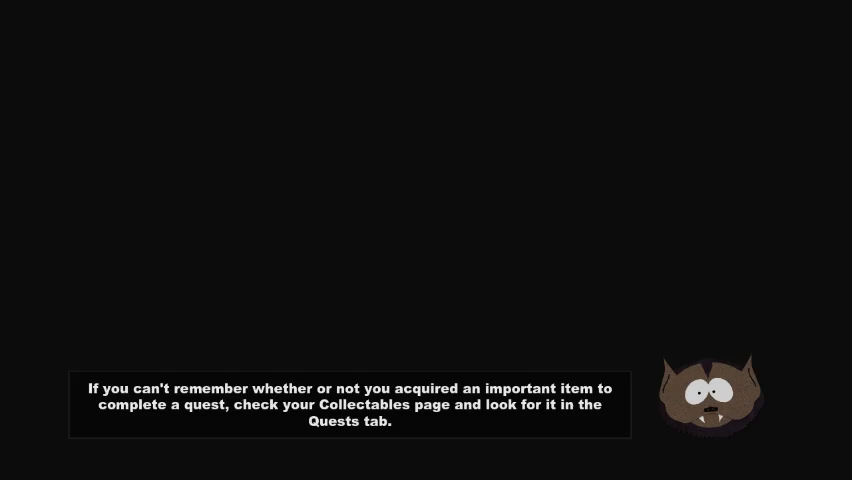 If you can't remember whether or not you acquired an important item to
complete a quest, check your Collectables page and look for it in the
Quests tab.